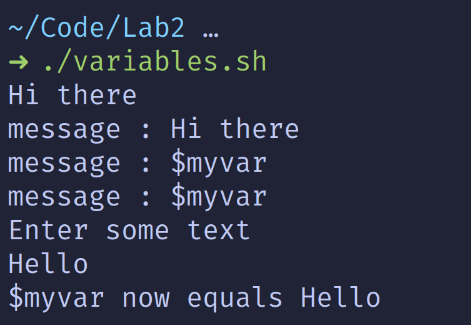 ~/Code/Lab2 …
➜ ./variables.sh
Hi there
message : Hi there
message : $myvar
message : $myvar
Enter some text
Hello
$myvar now equals Hello